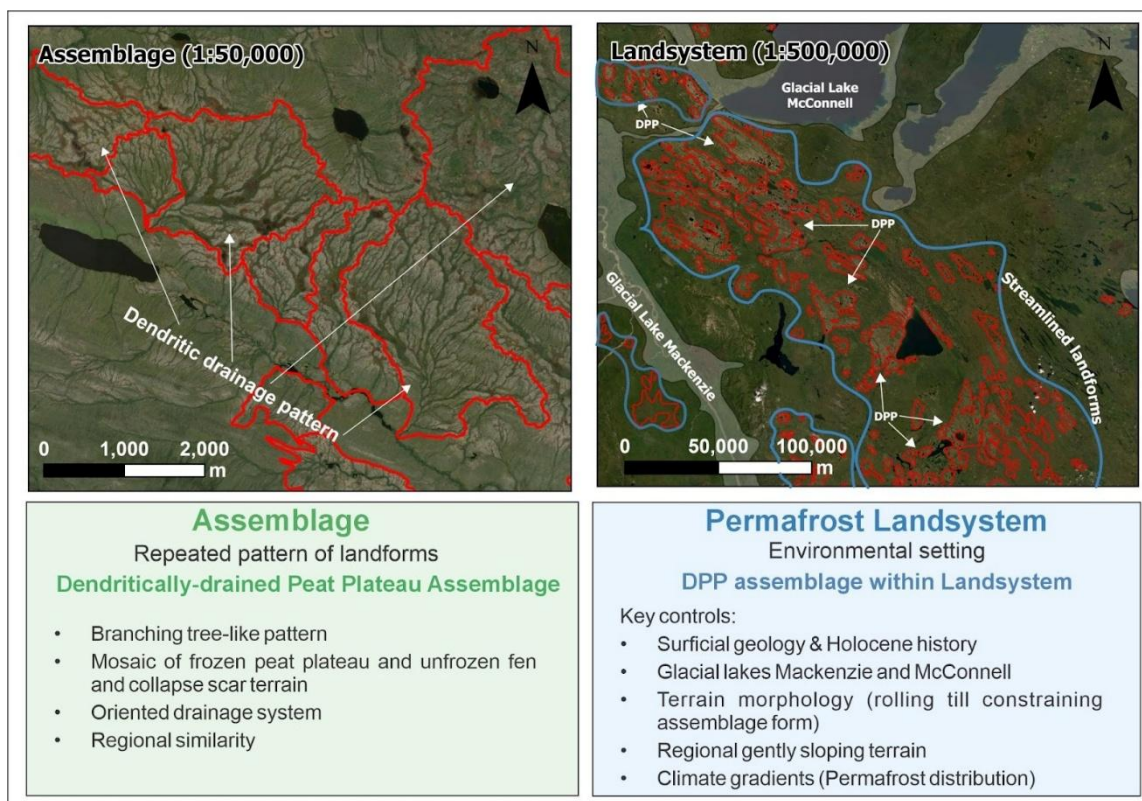 Assemblage (1:50,000)
N
Dendritic drainage pattern
0 1,000 2,000
m
Landsystem (1:500,000)
N
Glacial Lake
McConnell
DPP
DPP
Glacial Lake Mackenzie
Streamlined landforms
DPP
0 50,000 100,000
m
Assemblage
Repeated pattern of landforms
Dendritically-drained Peat Plateau Assemblage
• Branching tree-like pattern
• Mosaic of frozen peat plateau and unfrozen fen
and collapse scar terrain
• Oriented drainage system
• Regional similarity
Permafrost Landsystem
Environmental setting
DPP assemblage within Landsystem
Key controls:
• Surficial geology & Holocene history
• Glacial lakes Mackenzie and McConnell
• Terrain morphology (rolling till constraining
assemblage form)
• Regional gently sloping terrain
• Climate gradients (Permafrost distribution)